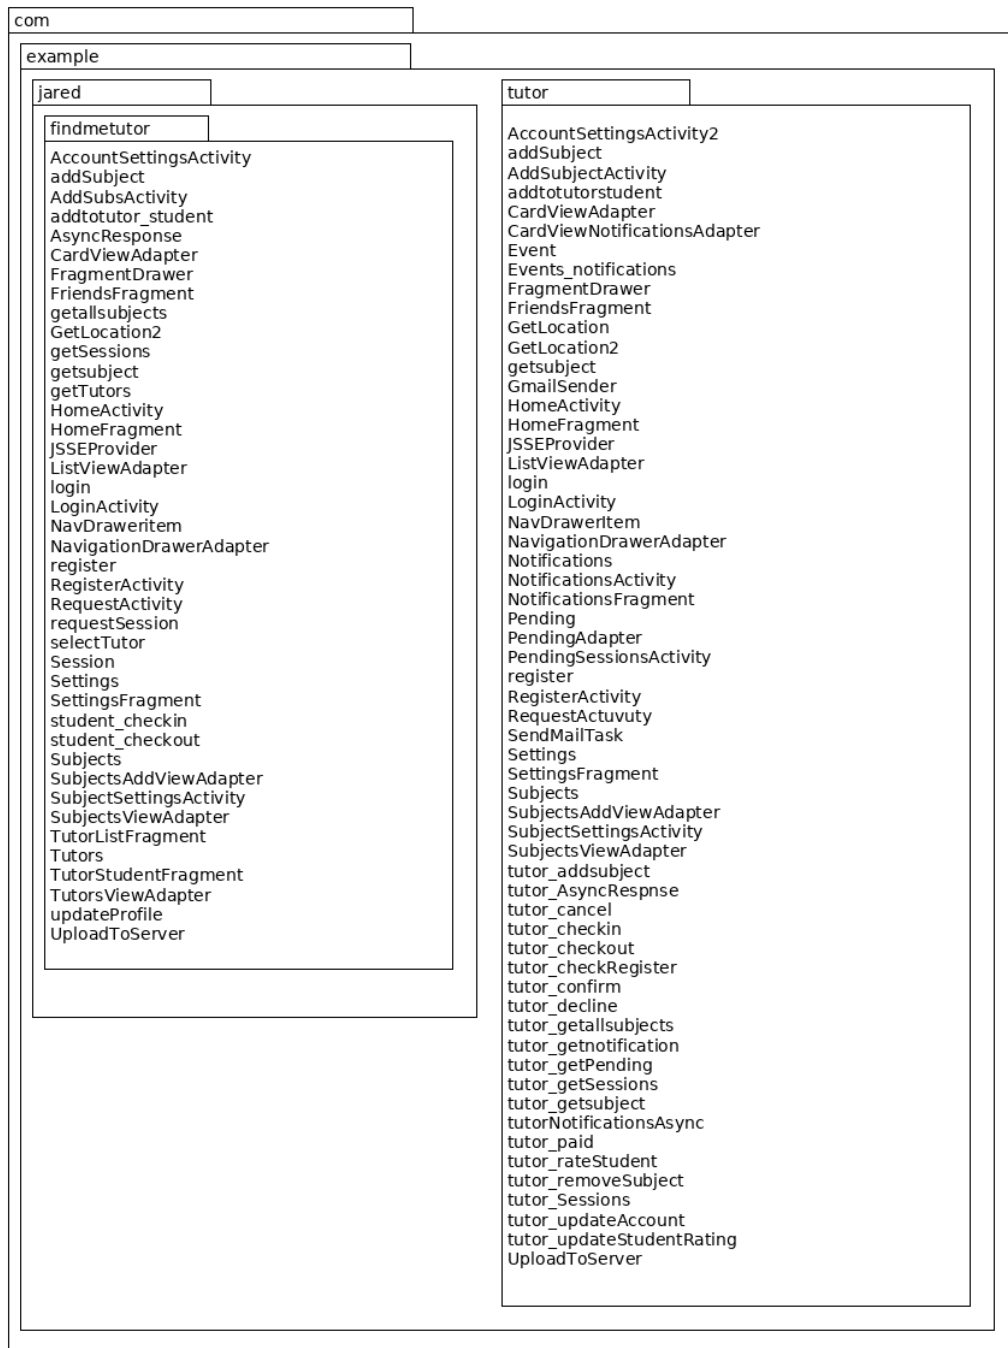 com
example
jared
findmetutor
AccountSettingsActivity
addSubject
AddSubsActivity
addtotutor_student
AsyncResponse
CardViewAdapter
FragmentDrawer
FriendsFragment
getallsubjects
GetLocation2
getSessions
getsubject
getTutors
HomeActivity
HomeFragment
JSSEProvider
ListViewAdapter
login
LoginActivity
NavDraweritem
NavigationDrawerAdapter
register
RegisterActivity
RequestActivity
requestSession
selectTutor
Session
Settings
SettingsFragment
student_checkin
student_checkout
Subjects
SubjectsAddViewAdapter
SubjectSettingsActivity
SubjectsViewAdapter
TutorListFragment
Tutors
TutorStudentFragment
TutorsViewAdapter
updateProfile
UploadToServer
tutor
AccountSettingsActivity2
addSubject
AddSubjectActivity
addtotutorstudent
CardViewAdapter
CardViewNotificationsAdapter
Event
Events_notifications
FragmentDrawer
FriendsFragment
GetLocation
GetLocation2
getsubject
GmailSender
HomeActivity
HomeFragment
JSSEProvider
ListViewAdapter
login
LoginActivity
NavDrawerItem
NavigationDrawerAdapter
Notifications
NotificationsActivity
NotificationsFragment
Pending
PendingAdapter
PendingSessionsActivity
register
RegisterActivity
RequestActuvuty
SendMailTask
Settings
SettingsFragment
Subjects
SubjectsAddViewAdapter
SubjectSettingsActivity
SubjectsViewAdapter
tutor_addsubject
tutor_AsyncRespnse
tutor_cancel
tutor_checkin
tutor_checkout
tutor_checkRegister
tutor_confirm
tutor_decline
tutor_getallsubjects
tutor_getnotification
tutor_getPending
tutor_getSessions
tutor_getsubject
tutorNotificationsAsync
tutor_paid
tutor_rateStudent
tutor_removeSubject
tutor_Sessions
tutor_updateAccount
tutor_updateStudentRating
UploadToServer